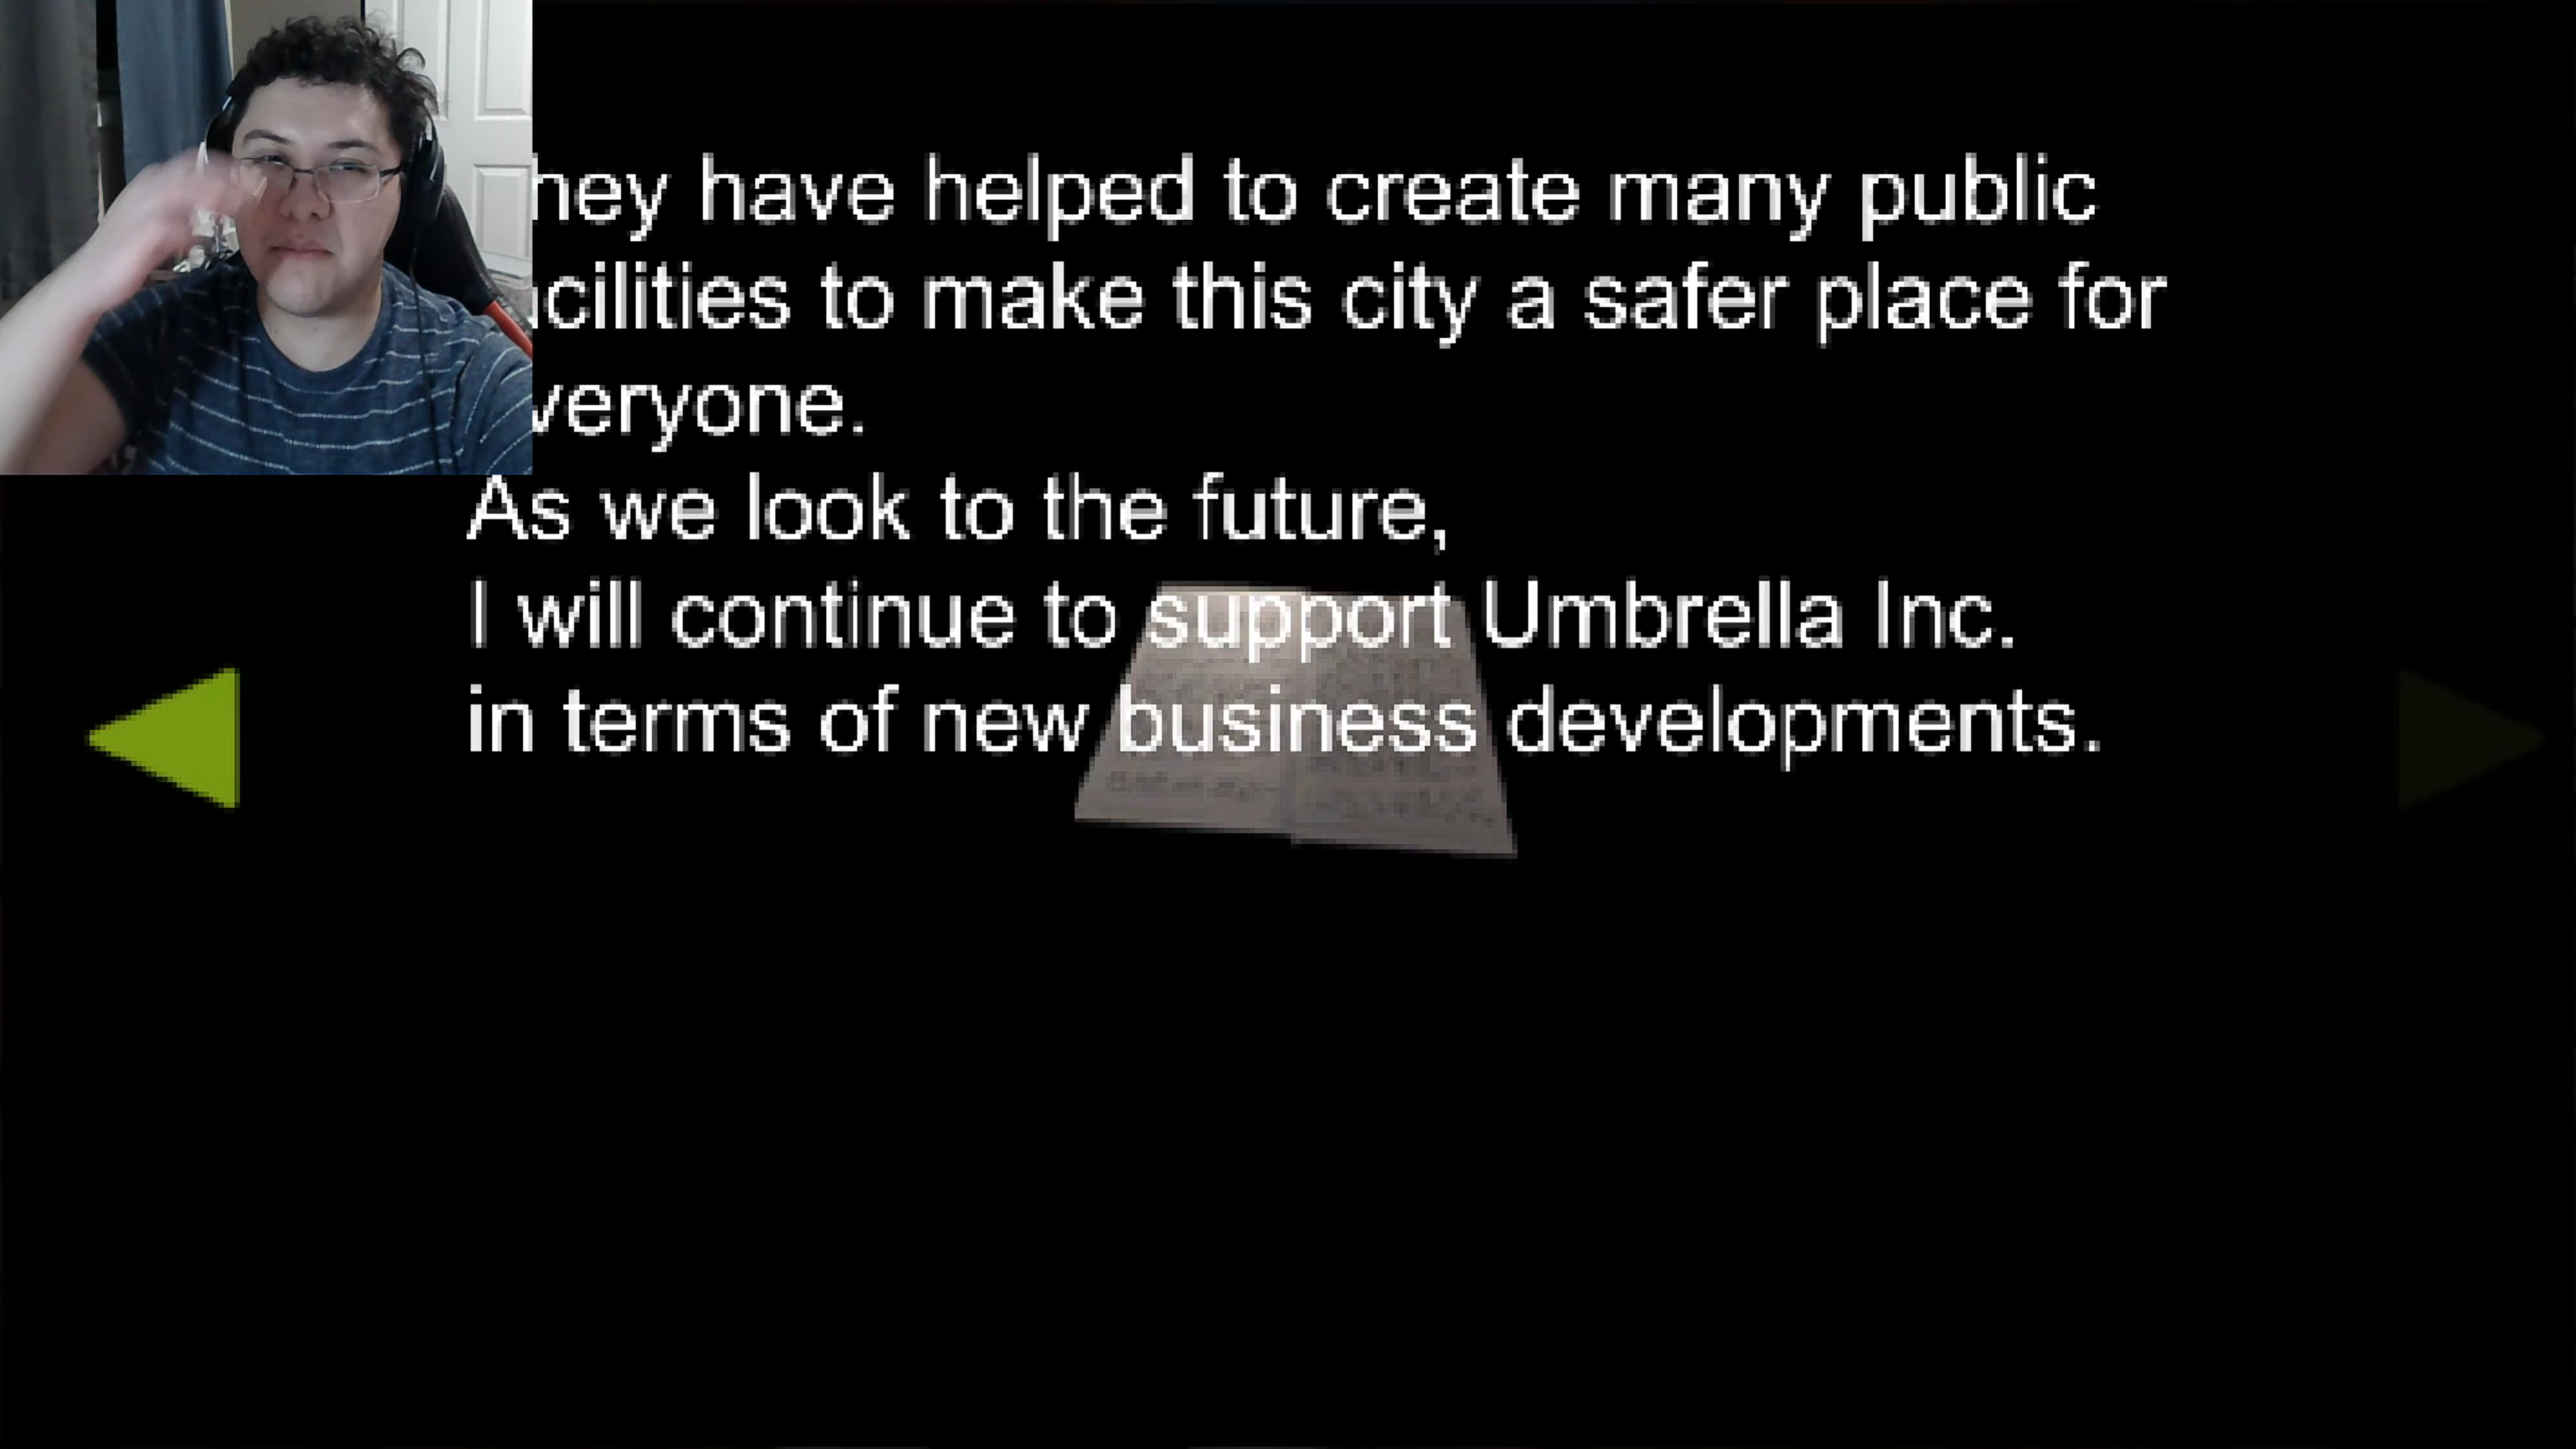 hey have helped to create many public
cilities to make this city a safer place for
veryone.
As we look to the future,
I will continue to support Umbrella Inc.
in terms of new business developments.